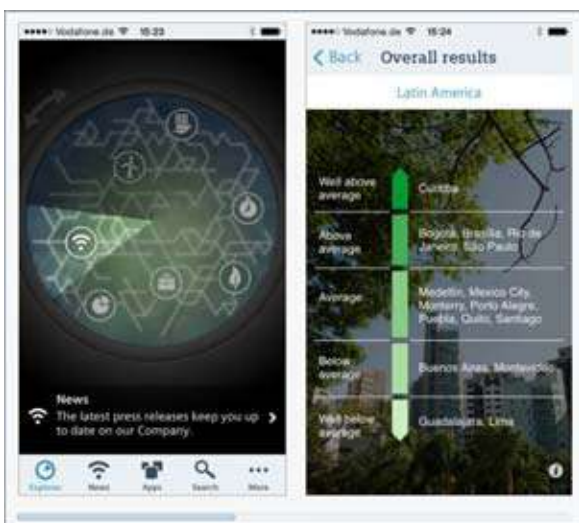 Vodafone.de 15:23
News
The latest press releases keep you up
to date on our Company.
Explorer News Apps Search More
Vodafone.de 15:24
Back Overall results
Latin America
Well above
average
Curitiba
Above
average
Bogotá, Brasília, Rio de
Janeiro, São Paulo
Average
Medellín, Mexico City,
Monterry, Porto Alegre,
Puebla, Quito, Santiago
Below
average
Buenos Aires, Montevideo
Well below
average
Guadalajara, Lima